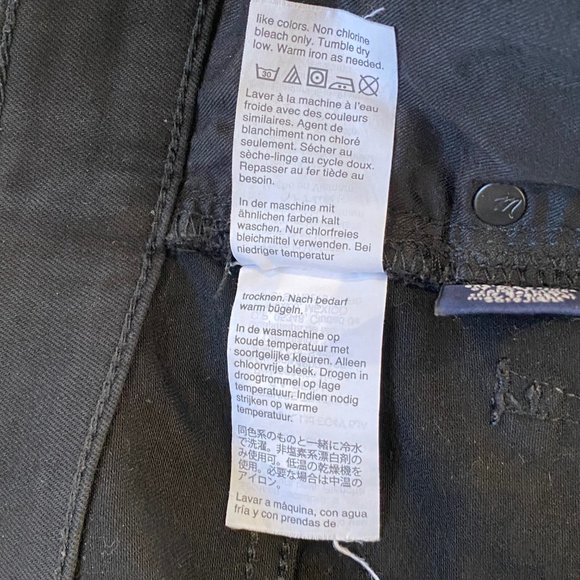 like colors. Non chlorine
bleach only. Tumble dry
low. Warm iron as needed.
30
Laver à la machine à l'eau
froide avec des couleurs
similaires. Agent de
blanchiment non chloré
seulement. Sécher au
sèche-linge au cycle doux.
Repasser au fer tiède au
besoin.
In der maschine mit
ähnlichen farben kalt
waschen. Nur chlorfreies
bleichmittel verwenden. Bei
niedriger temperatur
trocknen. Nach bedarf
warm bügeln.
In de wasmachine op
koude temperatuur met
soortgelijke kleuren. Alleen
chloorvrije bleek. Drogen in
droogtrommel op lage
temperatuur. Indien nodig
strijken op warme
temperatuur.
同色系のものと一緒に冷水
で洗濯。非塩素系漂白剤の
み使用可。低温の乾燥機を
使用。必要な場合は中温の
アイロン。
Lavar a máquina, con agua
fría y con prendas de